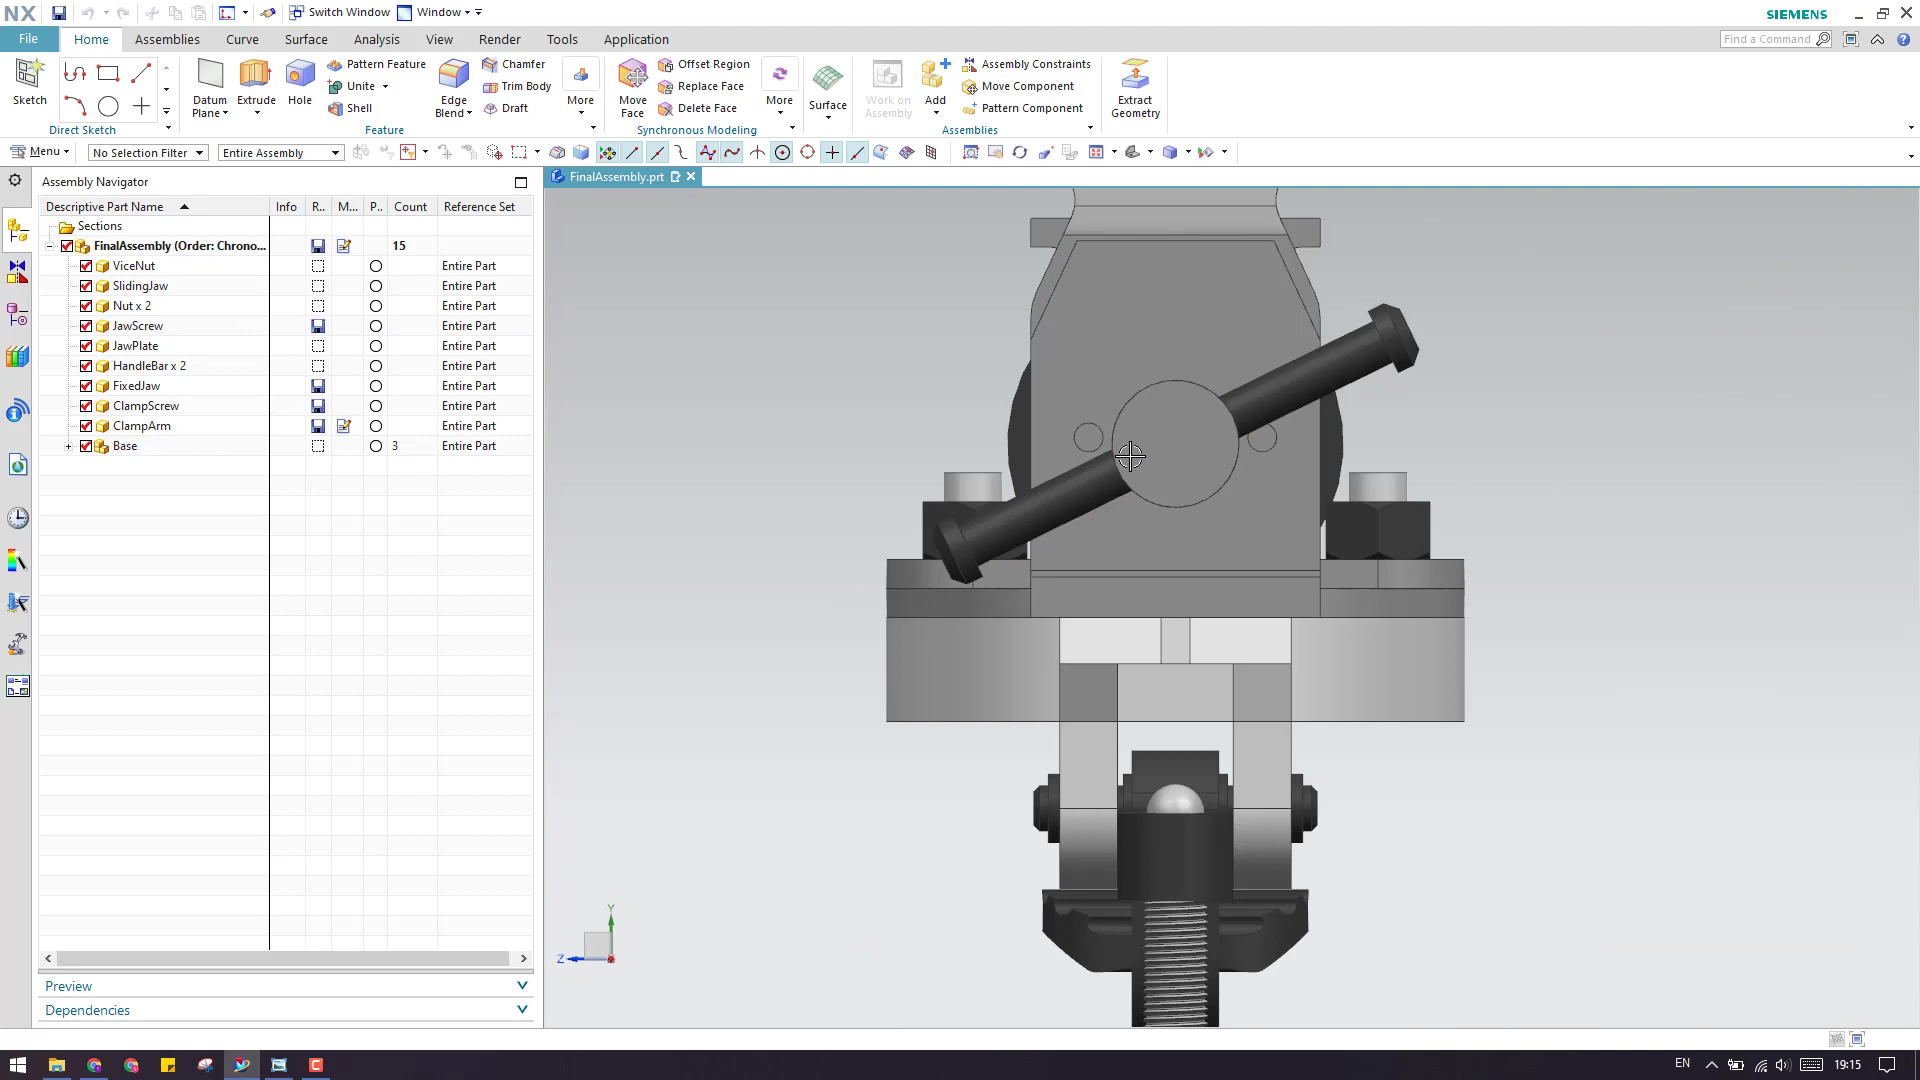 NX
Switch Window
Window
SIEMENS
File
Home
Assemblies
Curve
Surface
Analysis
View
Render
Tools
Application
Find a Command
Sketch
Direct Sketch
Datum Plane
Extrude
Hole
Pattern Feature
Unite
Shell
Edge Blend
Chamfer
Trim Body
Draft
More
Feature
Move Face
Offset Region
Replace Face
Delete Face
More
Synchronous Modeling
Surface
Work on Assembly
Add
Assembly Constraints
Move Component
Pattern Component
Assemblies
Extract Geometry
Menu
No Selection Filter
Entire Assembly
Assembly Navigator
FinalAssembly.prt
Descriptive Part Name Info R.. M... P.. Count Reference Set
Sections
FinalAssembly (Order: Chrono... 15
ViceNut Entire Part
SlidingJaw Entire Part
Nut x 2 Entire Part
JawScrew Entire Part
JawPlate Entire Part
HandleBar x 2 Entire Part
FixedJaw Entire Part
ClampScrew Entire Part
ClampArm Entire Part
Base 3 Entire Part
Y
Z
Preview
Dependencies
EN
19:15